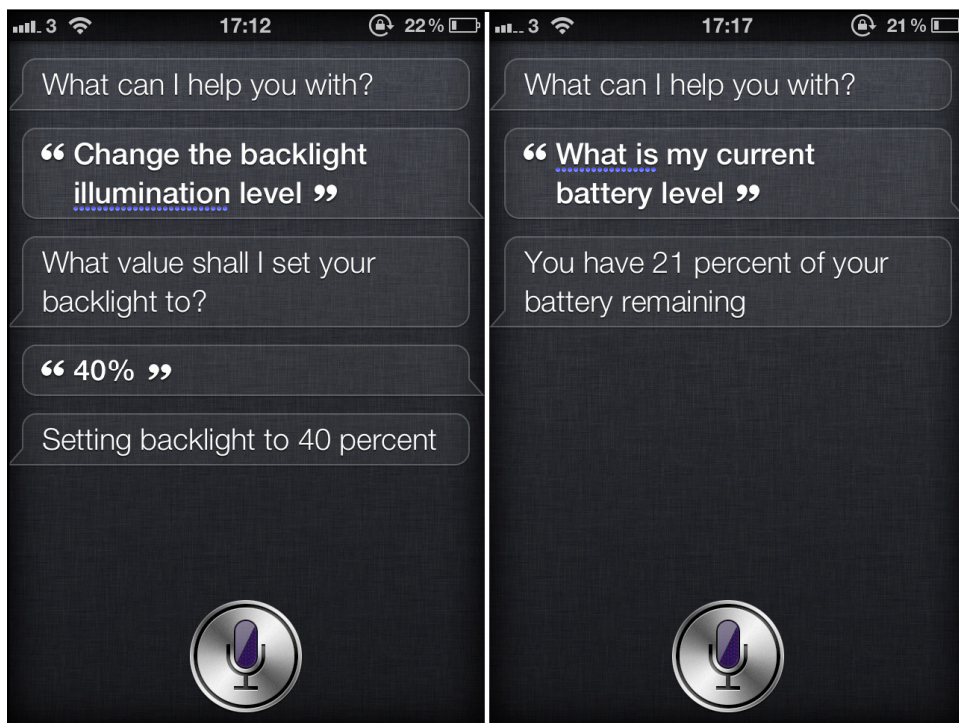 3 17:12 22%
What can I help you with?
“ Change the backlight
illumination level ”
What value shall I set your
backlight to?
“ 40% ”
Setting backlight to 40 percent
3 17:17 21%
What can I help you with?
“ What is my current
battery level ”
You have 21 percent of your
battery remaining